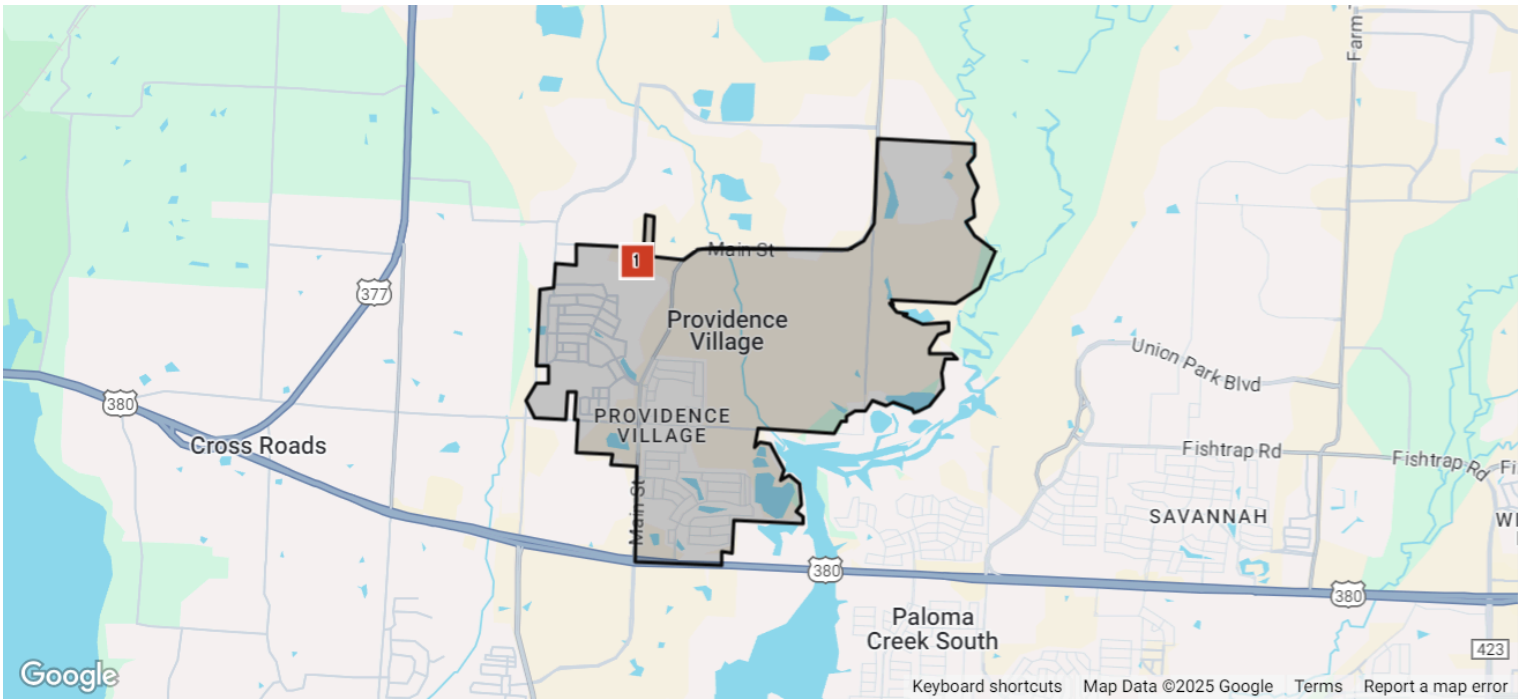 Farm
Main St
1
377
Providence
Village
Union Park Blvd
380
PROVIDENCE
VILLAGE
Cross Roads
Fishtrap Rd
Fishtrap Rd
Fi
Main St
SAVANNAH
WI
380
380
Paloma
Creek South
423
Google
Keyboard shortcuts
Map Data ©2025 Google
Terms
Report a map error